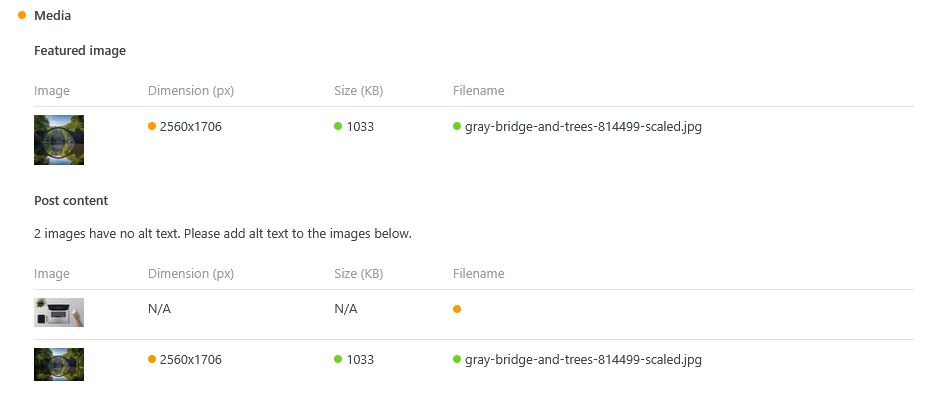 Media
Featured image
Image Dimension (px) Size (KB) Filename
2560x1706 1033 gray-bridge-and-trees-814499-scaled.jpg
Post content
2 images have no alt text. Please add alt text to the images below.
Image Dimension (px) Size (KB) Filename
N/A N/A
2560x1706 1033 gray-bridge-and-trees-814499-scaled.jpg